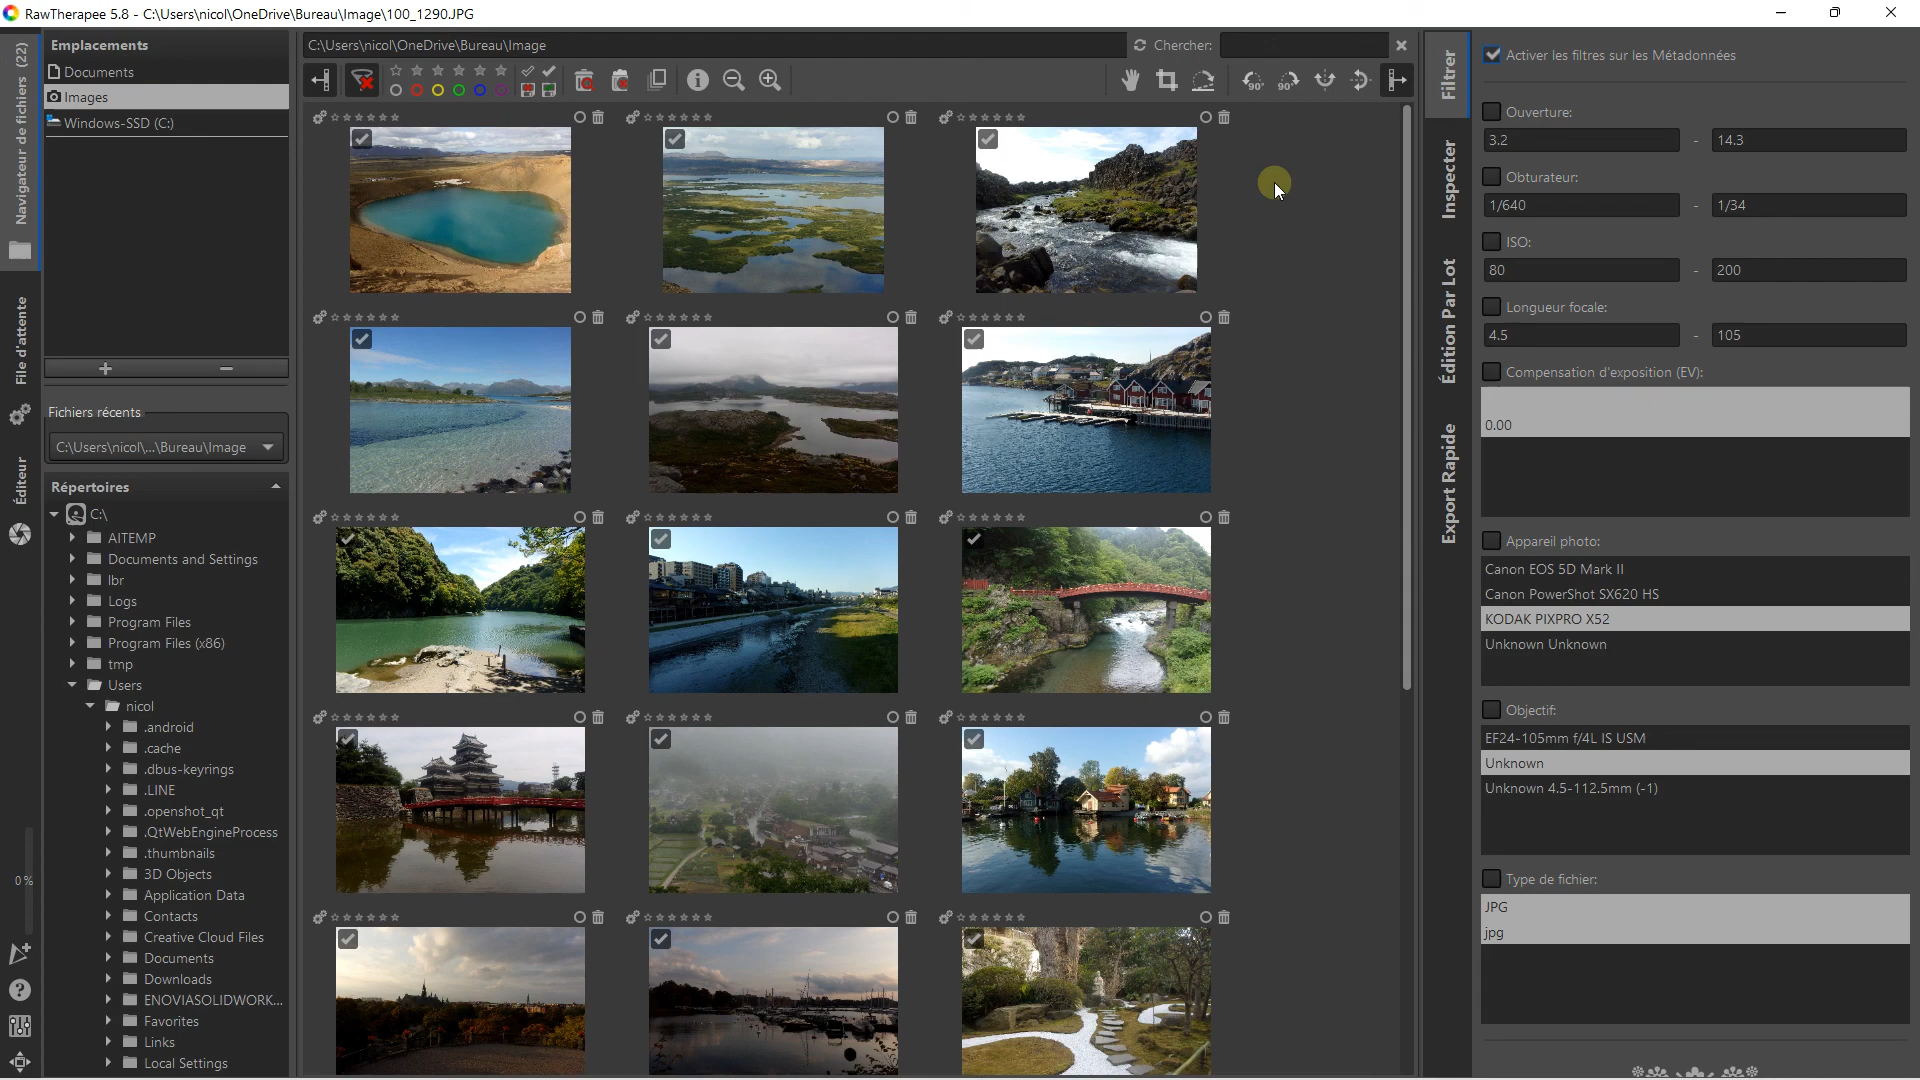 RawTherapee 5.8 - C:\Users\nicol\OneDrive\Bureau\Image\100_1290.JPG
Navigateur de fichiers (22)
File d'attente
Éditeur
0 %
Emplacements
Documents
Images
Windows-SSD (C:)
+ −
Fichiers récents
C:\Users\nicol\...\Bureau\Image
Répertoires
C:\
AITEMP
Documents and Settings
lbr
Logs
Program Files
Program Files (x86)
tmp
Users
nicol
.android
.cache
.dbus-keyrings
.LINE
.openshot_qt
.QtWebEngineProcess
.thumbnails
3D Objects
Application Data
Contacts
Creative Cloud Files
Documents
Downloads
ENOVIASOLIDWORK...
Favorites
Links
Local Settings
C:\Users\nicol\OneDrive\Bureau\Image
Chercher:
90° 90°
Filtrer
Inspecter
Édition Par Lot
Export Rapide
Activer les filtres sur les Métadonnées
Ouverture:
3.2 - 14.3
Obturateur:
1/640 - 1/34
ISO:
80 - 200
Longueur focale:
4.5 - 105
Compensation d'exposition (EV):
0.00
Appareil photo:
Canon EOS 5D Mark II
Canon PowerShot SX620 HS
KODAK PIXPRO X52
Unknown Unknown
Objectif:
EF24-105mm f/4L IS USM
Unknown
Unknown 4.5-112.5mm (-1)
Type de fichier:
JPG
jpg